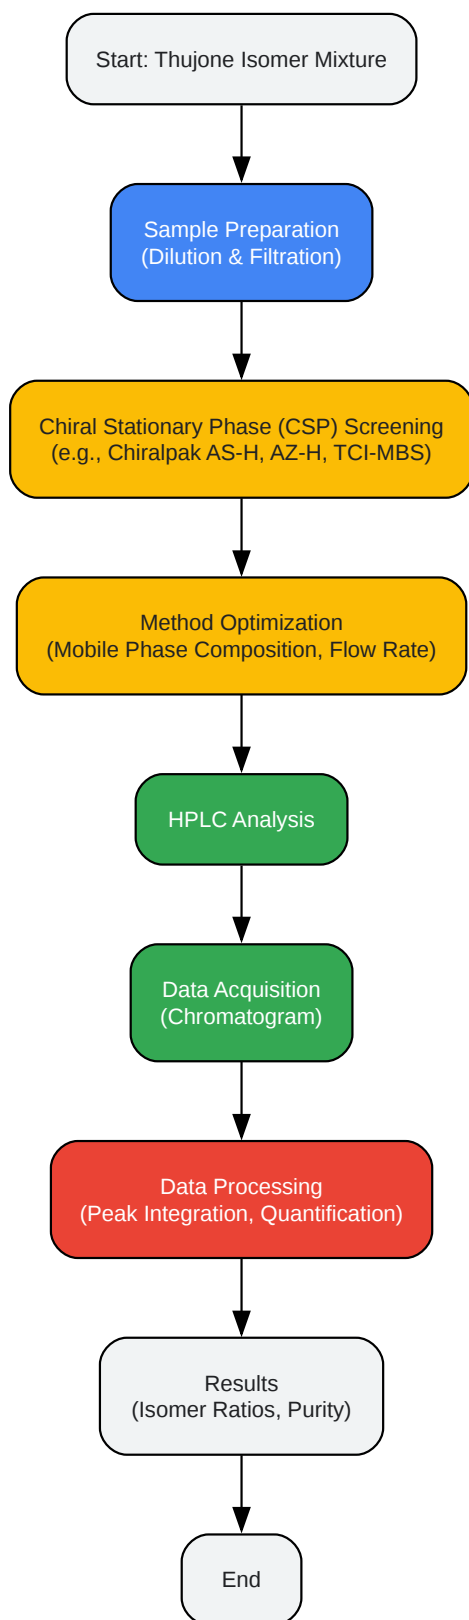 Start: Thujone Isomer Mixture
Sample Preparation
(Dilution & Filtration)
Chiral Stationary Phase (CSP) Screening
(e.g., Chiralpak AS-H, AZ-H, TCI-MBS)
Method Optimization
(Mobile Phase Composition, Flow Rate)
HPLC Analysis
Data Acquisition
(Chromatogram)
Data Processing
(Peak Integration, Quantification)
Results
(Isomer Ratios, Purity)
End